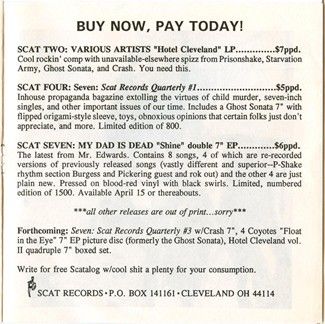 BUY NOW, PAY TODAY!
SCAT TWO: VARIOUS ARTISTS "Hotel Cleveland" LP.............$7ppd.
Cool rockin' comp with unavailable-elsewhere spizz from Prisonshake, Starvation
Army, Ghost Sonata, and Crash. You need this.
SCAT FOUR: Seven: Scat Records Quarterly #1.....................$5ppd.
Inhouse propaganda bagazine extolling the virtues of child murder, seven-inch
singles, and other important issues of our time. Includes a Ghost Sonata 7" with
flipped origami-style sleeve, toys, obnoxious opinions that certain folks just don't
appreciate, and more. Limited edition of 800.
SCAT SEVEN: MY DAD IS DEAD "Shine" double 7" EP...............$6ppd.
The latest from Mr. Edwards. Contains 8 songs, 4 of which are re-recorded
versions of previously released songs (vastly different and superior—P-Shake
rhythm section Burgess and Pickering guest and rok out) and the other 4 are just
plain new. Pressed on blood-red vinyl with black swirls. Limited, numbered
edition of 1500. Available April 15 or thereabouts.
***all other releases are out of print...sorry***
Forthcoming: Seven: Scat Records Quarterly #3 w/Crash 7", 4 Coyotes "Float
in the Eye" 7" EP picture disc (formerly the Ghost Sonata), Hotel Cleveland vol.
II quadruple 7" boxed set.
Write for free Scatalog w/cool shit a plenty for your consumption.
SCAT RECORDS • P.O. BOX 141161 • CLEVELAND OH 44114